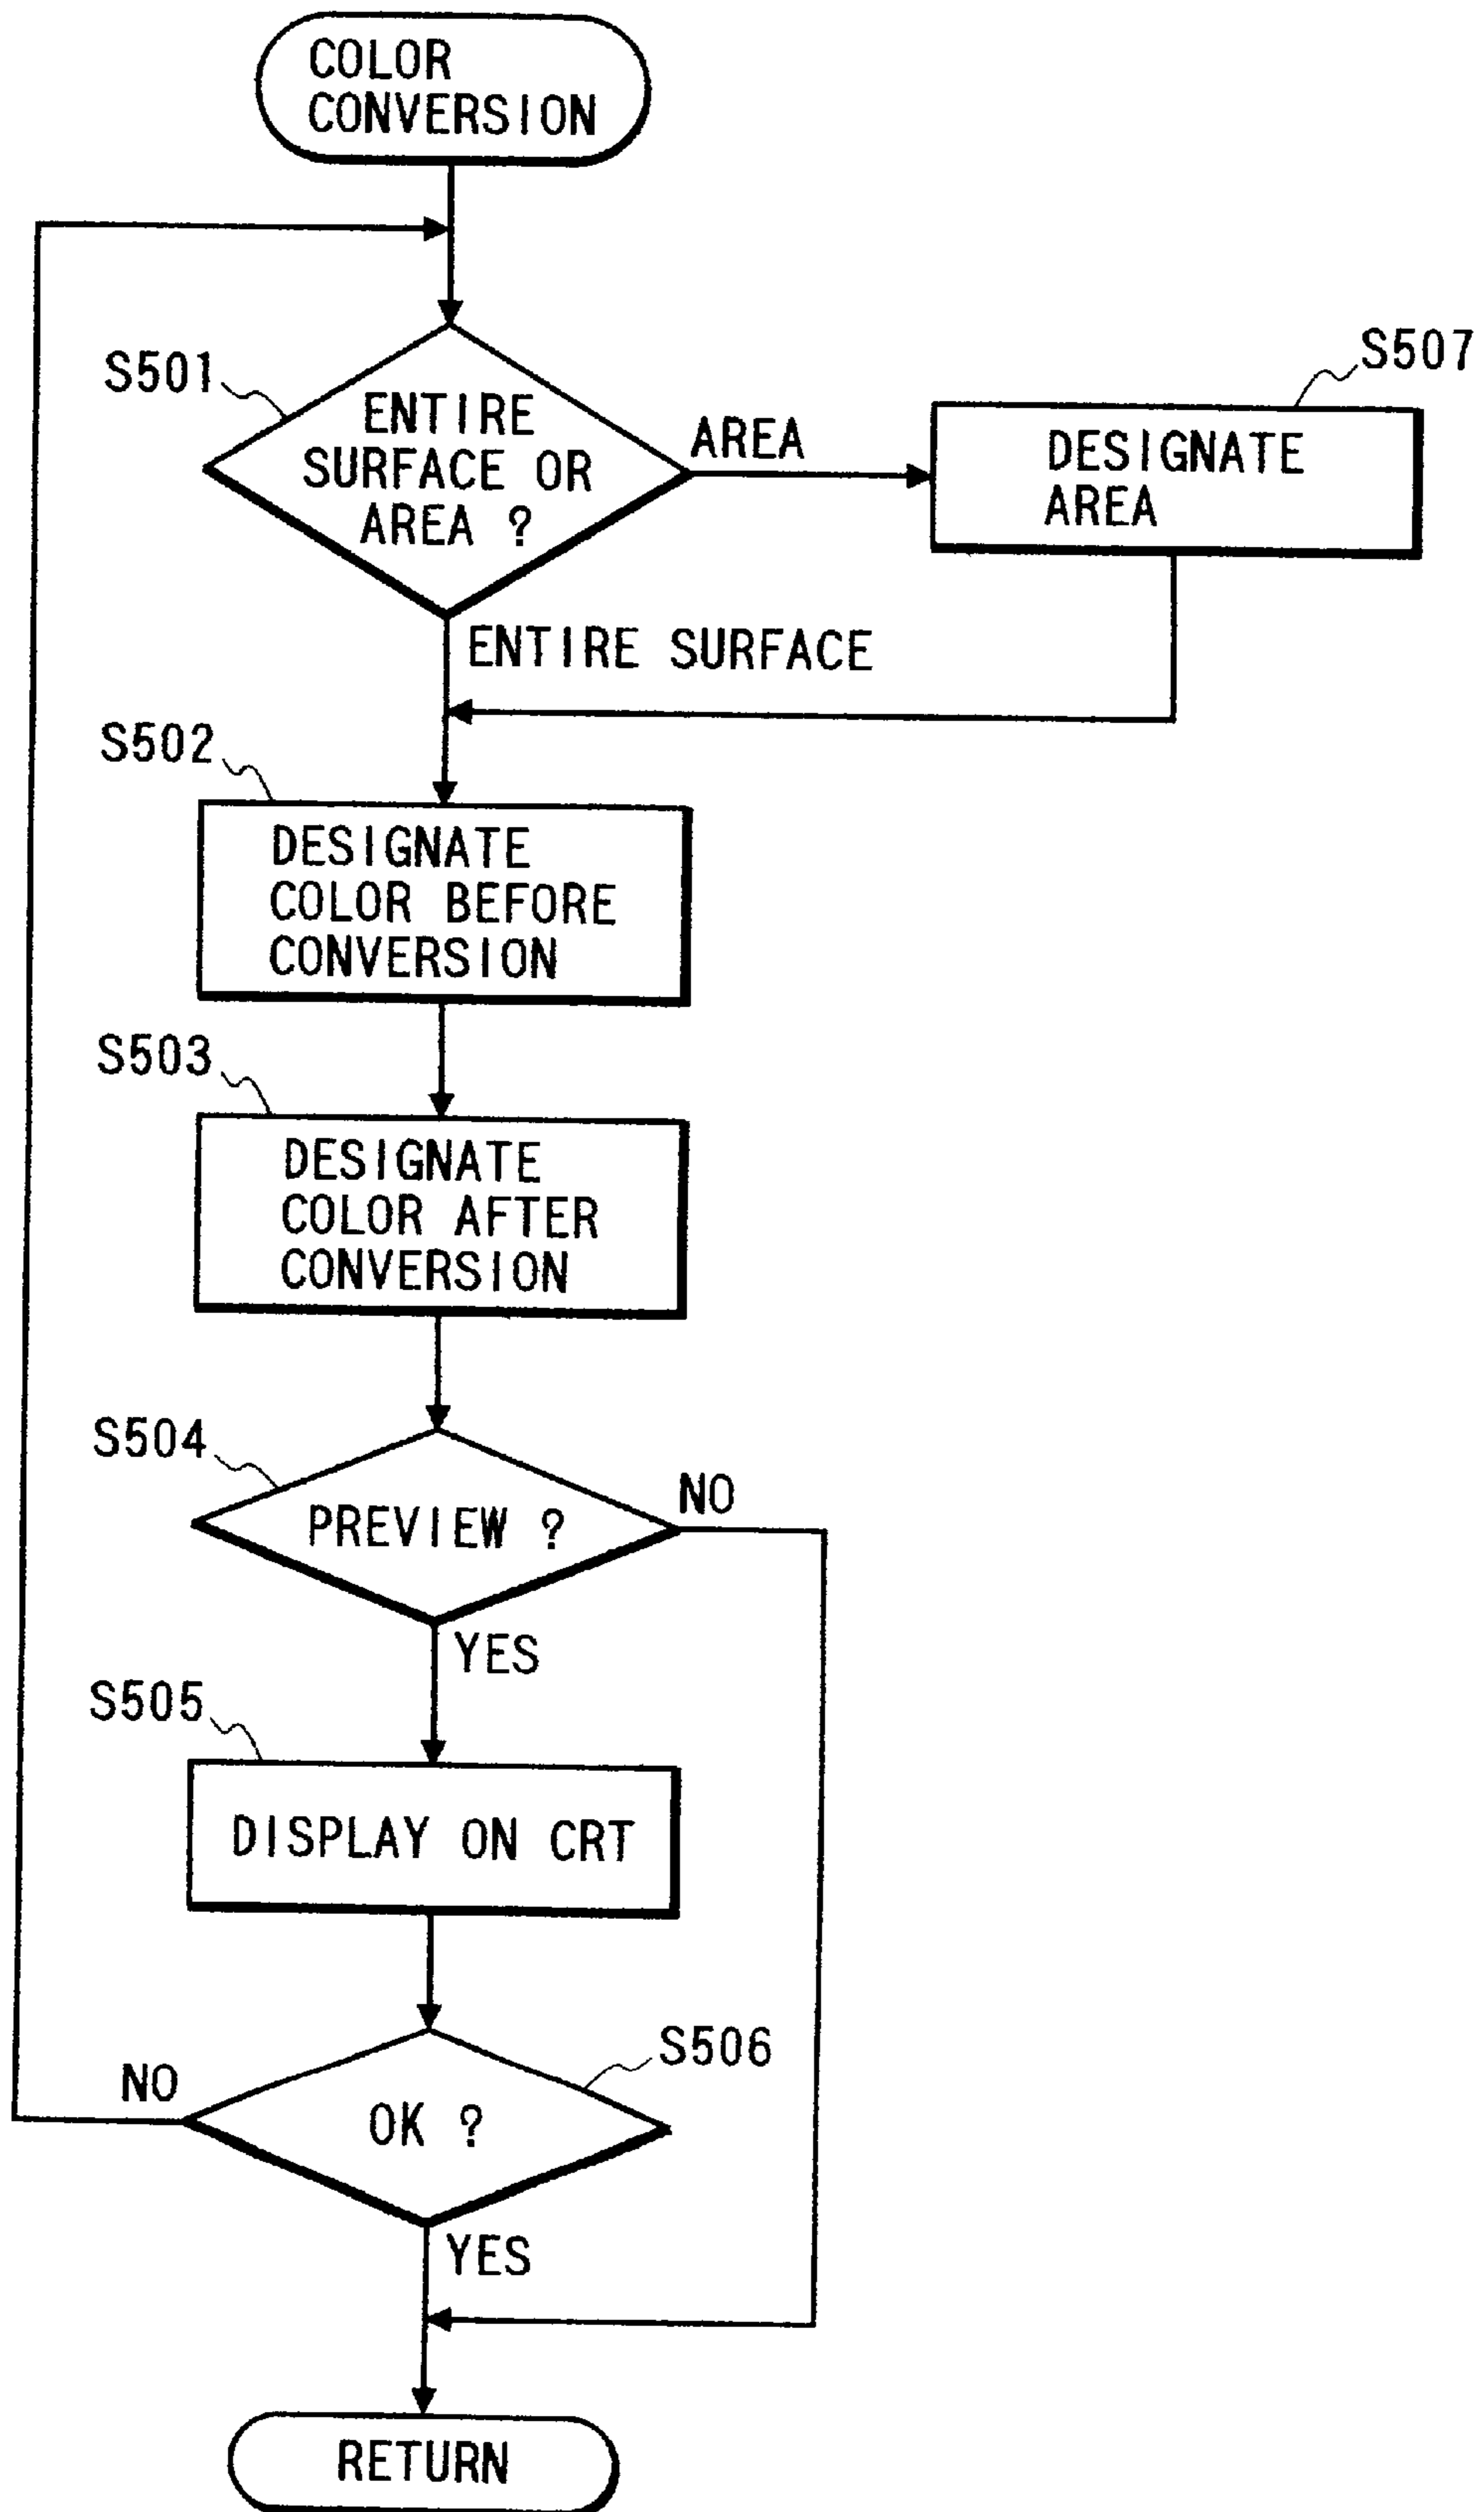 COLOR
CONVERSION
S501
ENTIRE
SURFACE OR
AREA ?
AREA
S507
DESIGNATE
AREA
ENTIRE SURFACE
S502
DESIGNATE
COLOR BEFORE
CONVERSION
S503
DESIGNATE
COLOR AFTER
CONVERSION
S504
PREVIEW ?
NO
YES
S505
DISPLAY ON CRT
S506
NO
OK ?
YES
RETURN